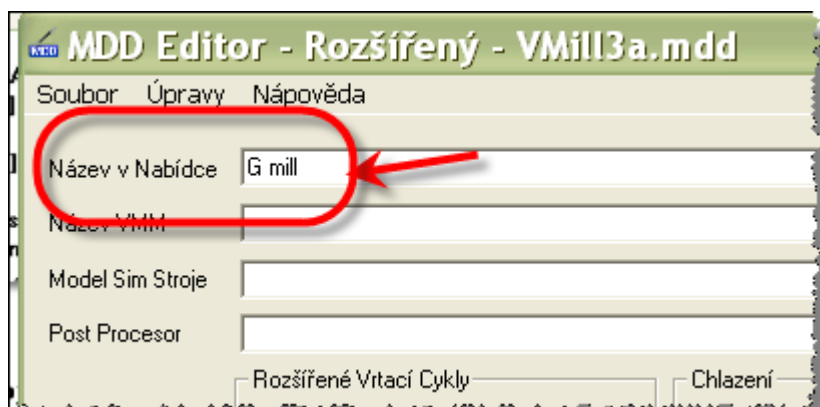 MDD Editor - Rozšířený - VMill3a.mdd
Soubor Úpravy Nápověda
Název v Nabídce G mill
Název VMM
Model Sim Stroje
Post Procesor
Rozšířené Vrtací Cykly Chlazení